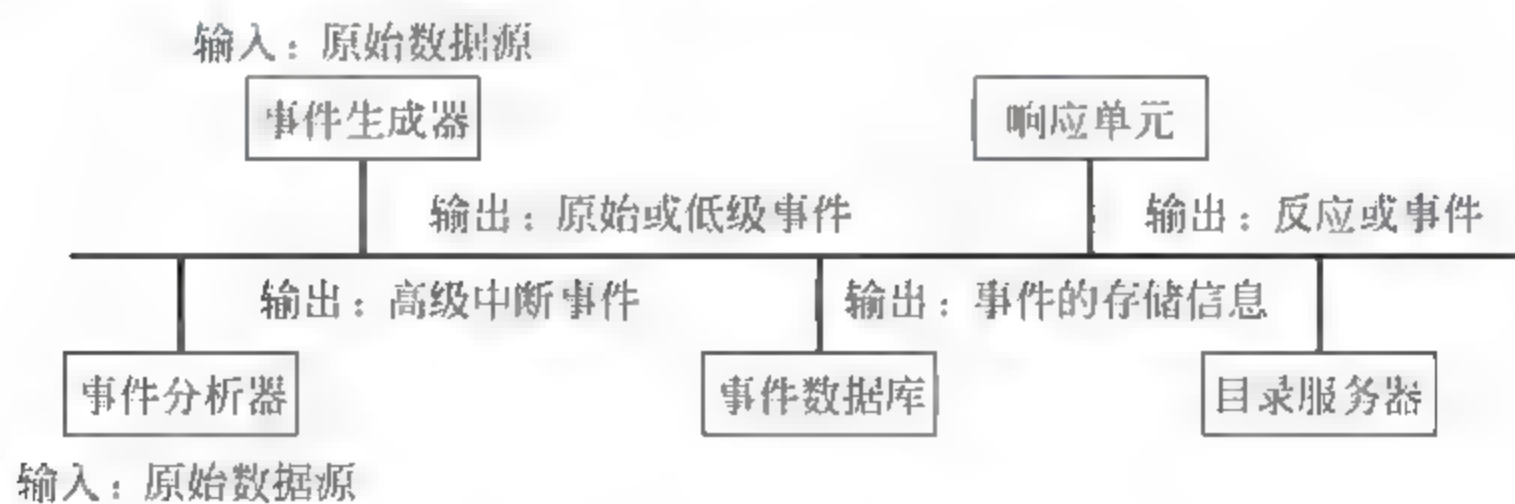 输入：原始数据源
事件生成器
响应单元
输出：原始或低级事件
输出：反应或事件
输出：高级中断事件
输出：事件的存储信息
事件分析器
事件数据库
目录服务器
输入：原始数据源